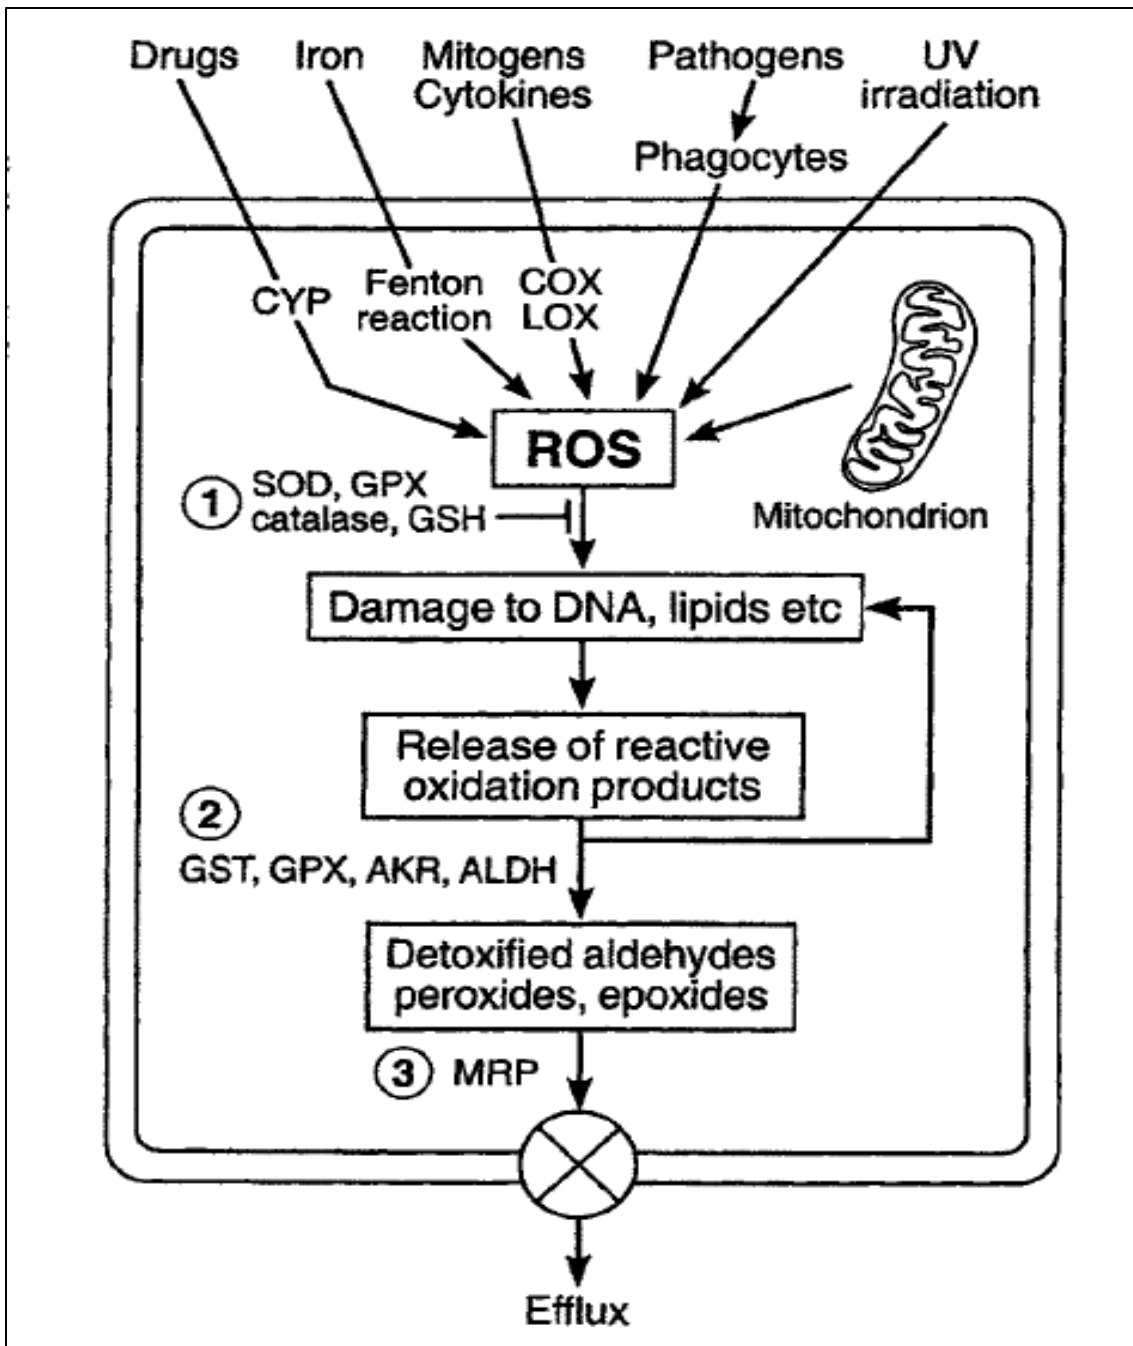 Drugs
Iron
Mitogens
Cytokines
Pathogens
UV
irradiation
Phagocytes
CYP
Fenton
reaction
COX
LOX
ROS
Mitochondrion
1
SOD, GPX
catalase, GSH
Damage to DNA, lipids etc
Release of reactive
oxidation products
2
GST, GPX, AKR, ALDH
Detoxified aldehydes
peroxides, epoxides
3 MRP
Efflux